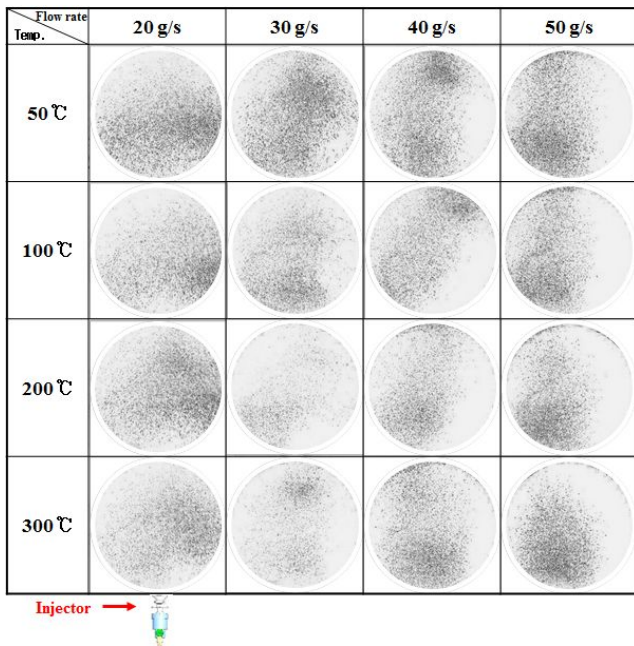 Flow rate
Temp.
20 g/s 30 g/s 40 g/s 50 g/s
50℃
100℃
200℃
300℃
Injector